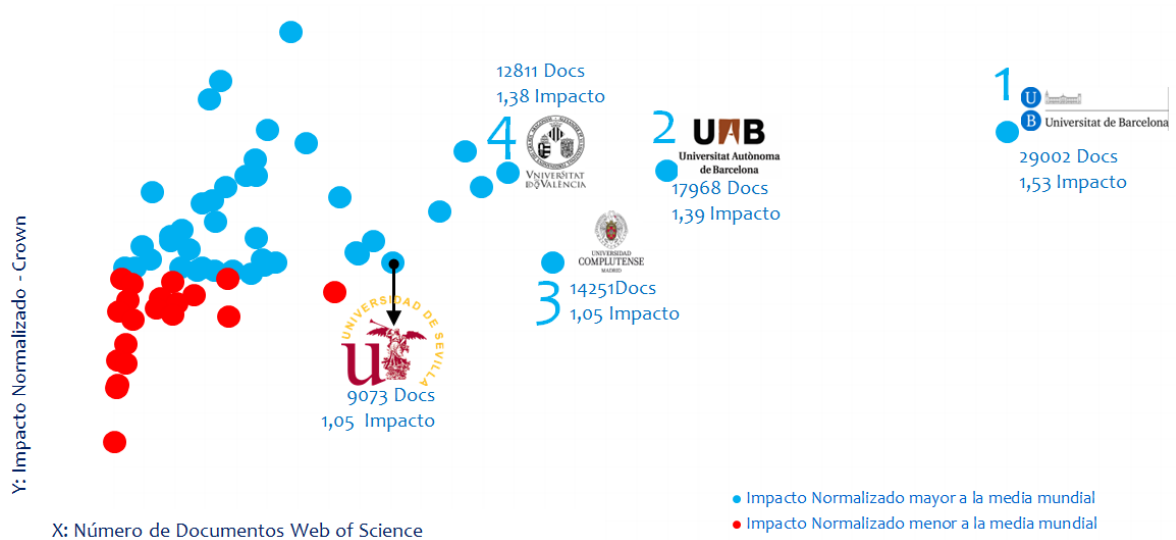 12811 Docs
1,38 Impacto
4
VNIVERSITAT
ID QVALÈNCIA
2
UAB
Universitat Autònoma
de Barcelona
17968 Docs
1,39 Impacto
1
U
B
Universitat de Barcelona
29002 Docs
1,53 Impacto
UNIVERSIDAD
COMPLUTENSE
MADRID
3
14251Docs
1,05 Impacto
UNIVERSIDAD DE SEVILLA
9073 Docs
1,05 Impacto
Y: Impacto Normalizado - Crown
X: Número de Documentos Web of Science
Impacto Normalizado mayor a la media mundial
Impacto Normalizado menor a la media mundial